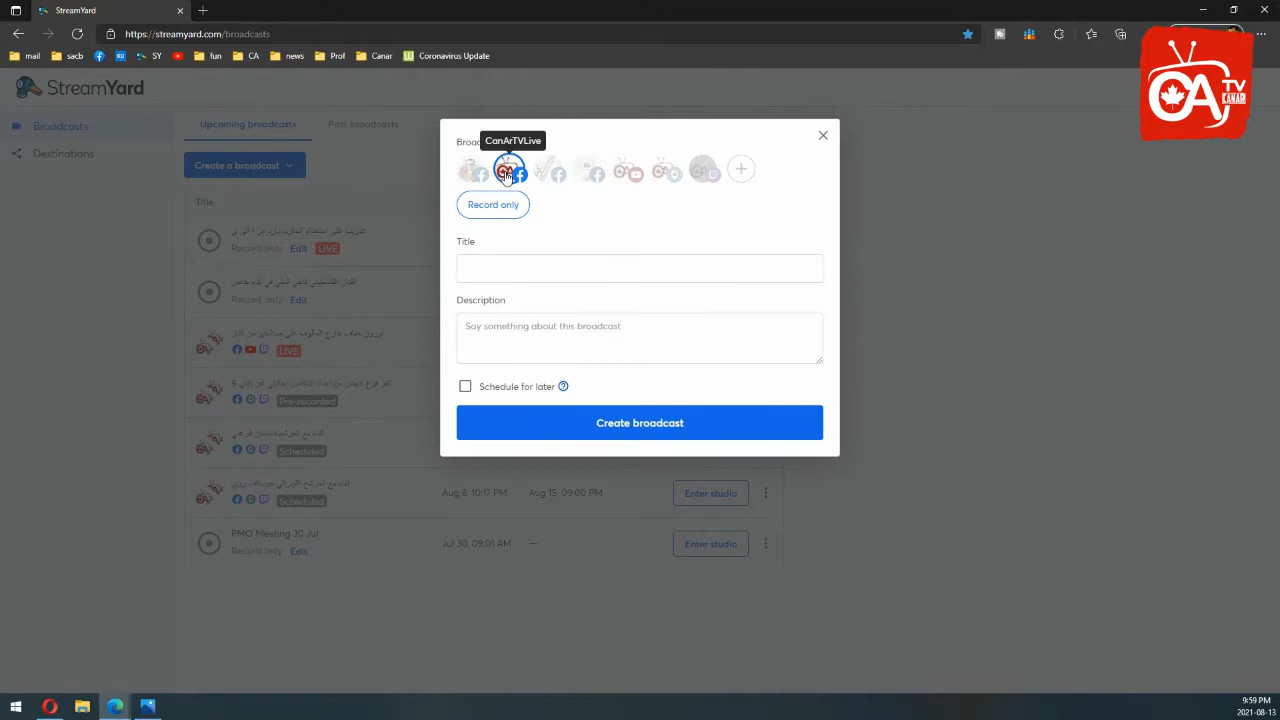 StreamYard
https://streamyard.com/broadcasts
mail
sacb
KU
SY
fun
CA
news
Prof
Canar
Coronavirus Update
CA TV
CANAR
StreamYard
Broadcasts
Destinations
Upcoming broadcasts
Past broadcasts
Create a broadcast
Title
Record only Edit LIVE
Record only Edit
LIVE
Pre-recorded
Scheduled
Scheduled
Aug 8, 10:17 PM
Aug 15, 09:00 PM
Enter studio
PMO Meeting 30 Jul
Record only Edit
Jul 30, 09:01 AM
Enter studio
CanArTVLive
Record only
Title
Description
Say something about this broadcast
Schedule for later
Create broadcast
9:59 PM
2021-08-13